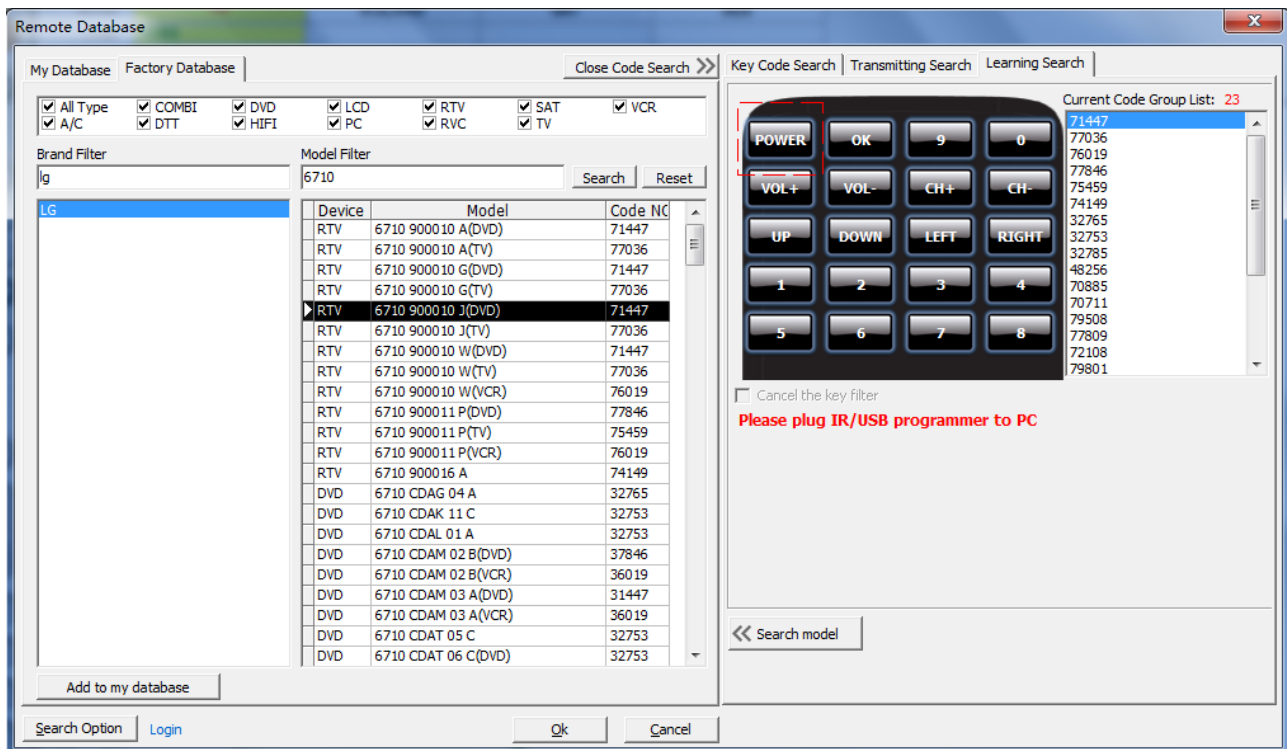 Remote Database
My Database Factory Database Close Code Search
All Type COMBI DVD LCD RTV SAT VCR
A/C DTT HIFI PC RVC TV
Brand Filter Model Filter
lg 6710 Search Reset
LG
Device Model Code NO
RTV 6710 900010 A(DVD) 71447
RTV 6710 900010 A(TV) 77036
RTV 6710 900010 G(DVD) 71447
RTV 6710 900010 G(TV) 77036
RTV 6710 900010 J(DVD) 71447
RTV 6710 900010 J(TV) 77036
RTV 6710 900010 W(DVD) 71447
RTV 6710 900010 W(TV) 77036
RTV 6710 900010 W(VCR) 76019
RTV 6710 900011 P(DVD) 77846
RTV 6710 900011 P(TV) 75459
RTV 6710 900011 P(VCR) 76019
RTV 6710 900016 A 74149
DVD 6710 CDAG 04 A 32765
DVD 6710 CDAK 11 C 32753
DVD 6710 CDAL 01 A 32753
DVD 6710 CDAM 02 B(DVD) 37846
DVD 6710 CDAM 02 B(VCR) 36019
DVD 6710 CDAM 03 A(DVD) 31447
DVD 6710 CDAM 03 A(VCR) 36019
DVD 6710 CDAT 05 C 32753
DVD 6710 CDAT 06 C(DVD) 32753
Add to my database
Search Option Login Ok Cancel
Key Code Search Transmitting Search Learning Search
Current Code Group List: 23
POWER OK 9 0
VOL+ VOL- CH+ CH-
UP DOWN LEFT RIGHT
1 2 3 4
5 6 7 8
71447
77036
76019
77846
75459
74149
32765
32753
32785
48256
70885
70711
79508
77809
72108
79801
Cancel the key filter
Please plug IR/USB programmer to PC
Search model